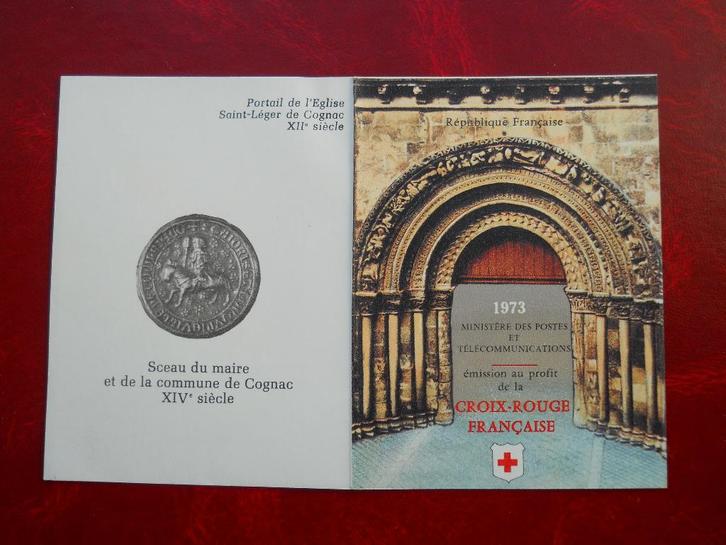 Portail de l'Eglise
Saint-Léger de Cognac
XIIe siècle
Sceau du maire
et de la commune de Cognac
XIVe siècle
République Française
1973
MINISTÈRE DES POSTES
ET
TÉLÉCOMMUNICATIONS
émission au profit
de la
CROIX-ROUGE
FRANÇAISE